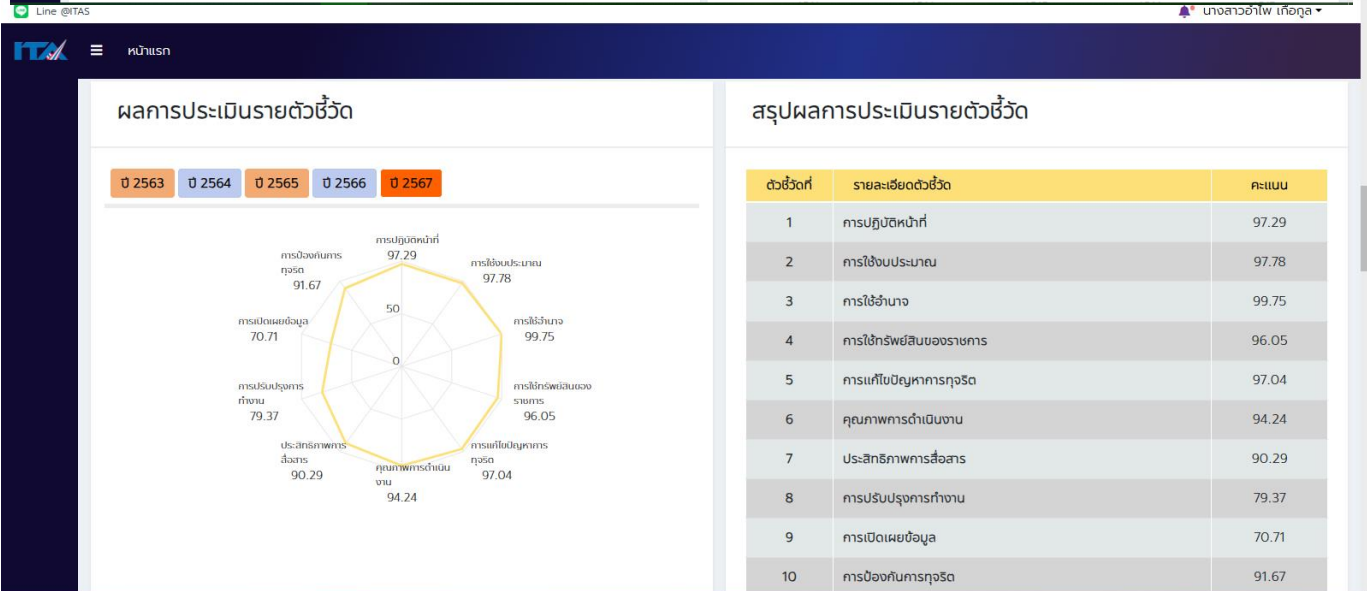 Line @ITAS
นางสาวอำไพ เกื้อกูล
ITA
หน้าแรก
ผลการประเมินรายตัวชี้วัด
ปี 2563 ปี 2564 ปี 2565 ปี 2566 ปี 2567
การปฏิบัติหน้าที่
97.29
การใช้งบประมาณ
97.78
การใช้อำนาจ
99.75
การใช้ทรัพย์สินของ
ราชการ
96.05
การแก้ไขปัญหาการ
ทุจริต
97.04
คุณภาพการดำเนิน
งาน
94.24
ประสิทธิภาพการ
สื่อสาร
90.29
การปรับปรุงการ
ทำงาน
79.37
การเปิดเผยข้อมูล
70.71
การป้องกันการ
ทุจริต
91.67
50
0
สรุปผลการประเมินรายตัวชี้วัด
ตัวชี้วัดที่ รายละเอียดตัวชี้วัด คะแนน
1 การปฏิบัติหน้าที่ 97.29
2 การใช้งบประมาณ 97.78
3 การใช้อำนาจ 99.75
4 การใช้ทรัพย์สินของราชการ 96.05
5 การแก้ไขปัญหาการทุจริต 97.04
6 คุณภาพการดำเนินงาน 94.24
7 ประสิทธิภาพการสื่อสาร 90.29
8 การปรับปรุงการทำงาน 79.37
9 การเปิดเผยข้อมูล 70.71
10 การป้องกันการทุจริต 91.67